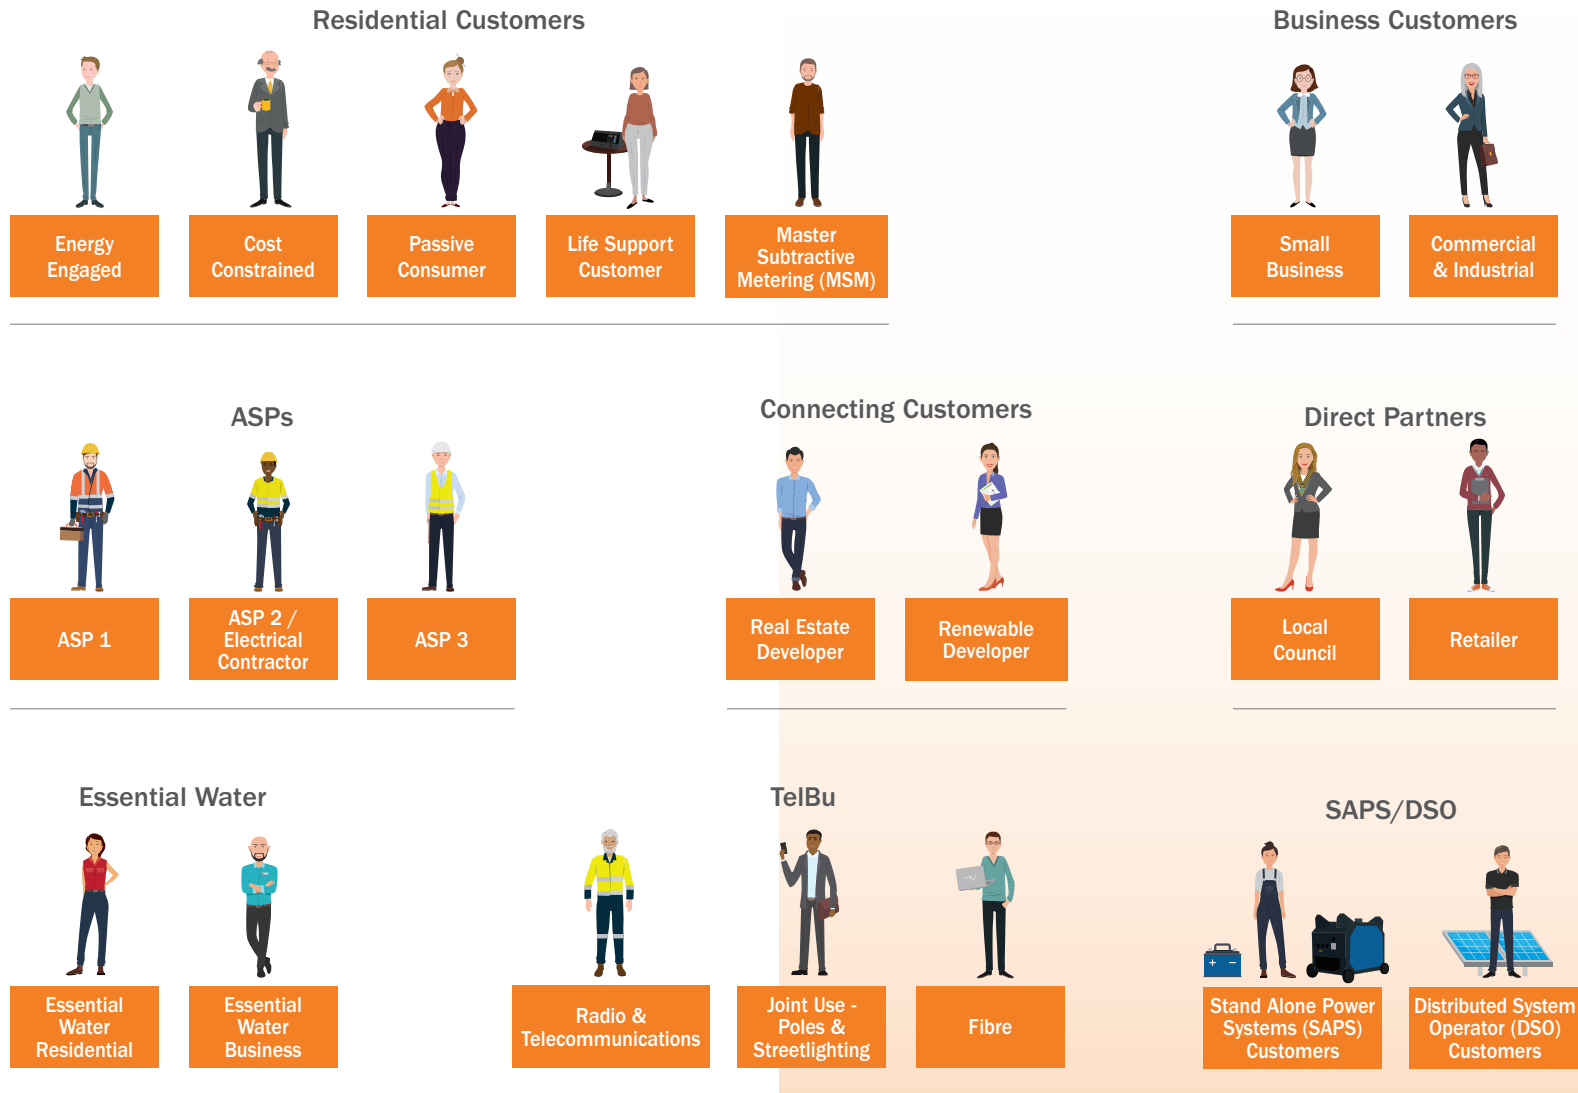 Residential Customers
Business Customers
Energy
Engaged
Cost
Constrained
Passive
Consumer
Life Support
Customer
Master
Subtractive
Metering (MSM)
Small
Business
Commercial
& Industrial
ASPs
Connecting Customers
Direct Partners
ASP 1
ASP 2 /
Electrical
Contractor
ASP 3
Real Estate
Developer
Renewable
Developer
Local
Council
Retailer
Essential Water
TelBu
SAPS/DSO
Essential
Water
Residential
Essential
Water
Business
Radio &
Telecommunications
Joint Use -
Poles &
Streetlighting
Fibre
Stand Alone Power
Systems (SAPS)
Customers
Distributed System
Operator (DSO)
Customers